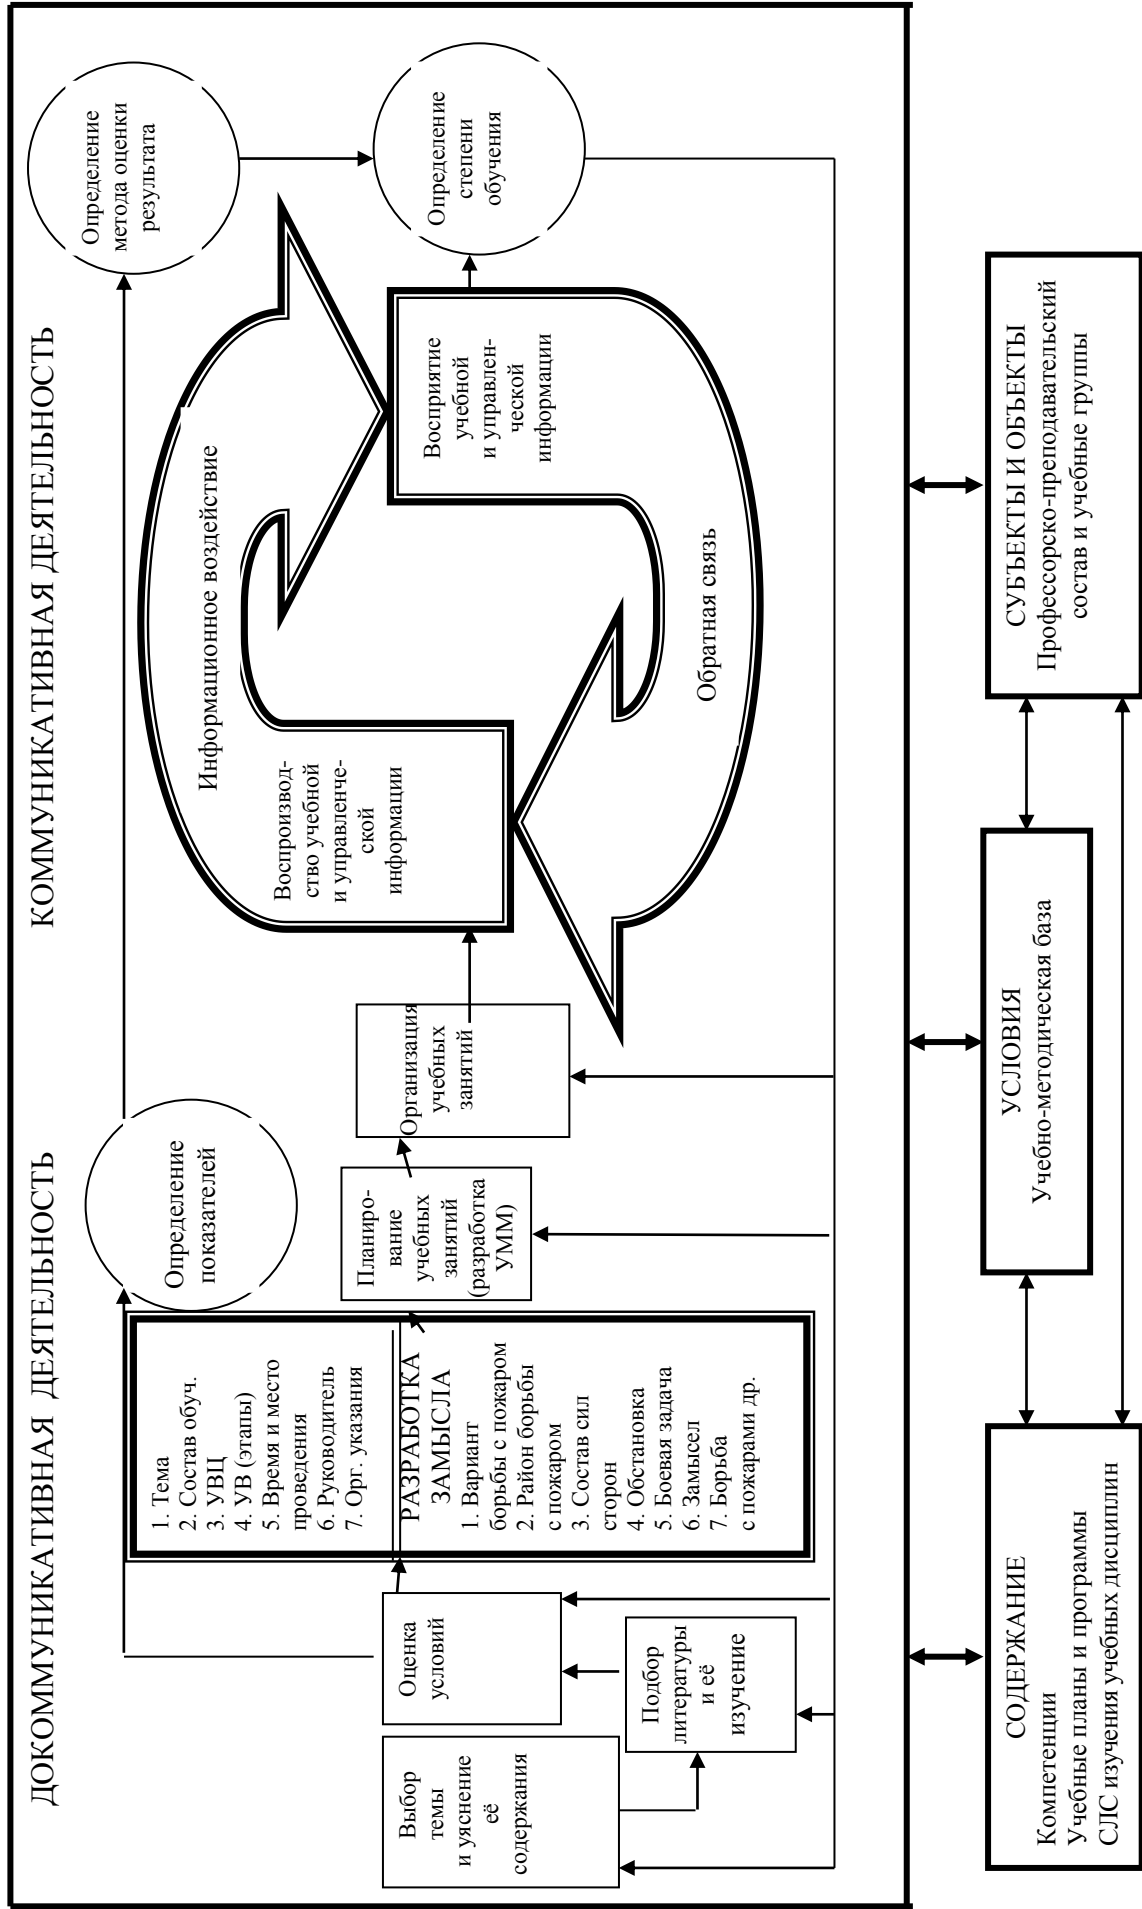 ДОКОММУНИКАТИВНАЯ ДЕЯТЕЛЬНОСТЬ
КОММУНИКАТИВНАЯ ДЕЯТЕЛЬНОСТЬ
Выбор
темы
и уяснение
её
содержания
Подбор
литературы
и её
изучение
Оценка
условий
1. Тема
2. Состав обуч.
3. УВЦ
4. УВ (этапы)
5. Время и место
проведения
6. Руководитель
7. Орг. указания
РАЗРАБОТКА
ЗАМЫСЛА
1. Вариант
борьбы с пожаром
2. Район борьбы
с пожаром
3. Состав сил
сторон
4. Обстановка
5. Боевая задача
6. Замысел
7. Борьба
с пожарами др.
Определение
показателей
Планиро-
вание
учебных
занятий
(разработка
УММ)
Организация
учебных
занятий
Информационное воздействие
Воспроизвод-
ство учебной
и управленче-
ской
информации
Восприятие
учебной
и управлен-
ческой
информации
Обратная связь
Определение
метода оценки
результата
Определение
степени
обучения
СОДЕРЖАНИЕ
Компетенции
Учебные планы и программы
СЛС изучения учебных дисциплин
УСЛОВИЯ
Учебно-методическая база
СУБЪЕКТЫ И ОБЪЕКТЫ
Профессорско-преподавательский
состав и учебные группы